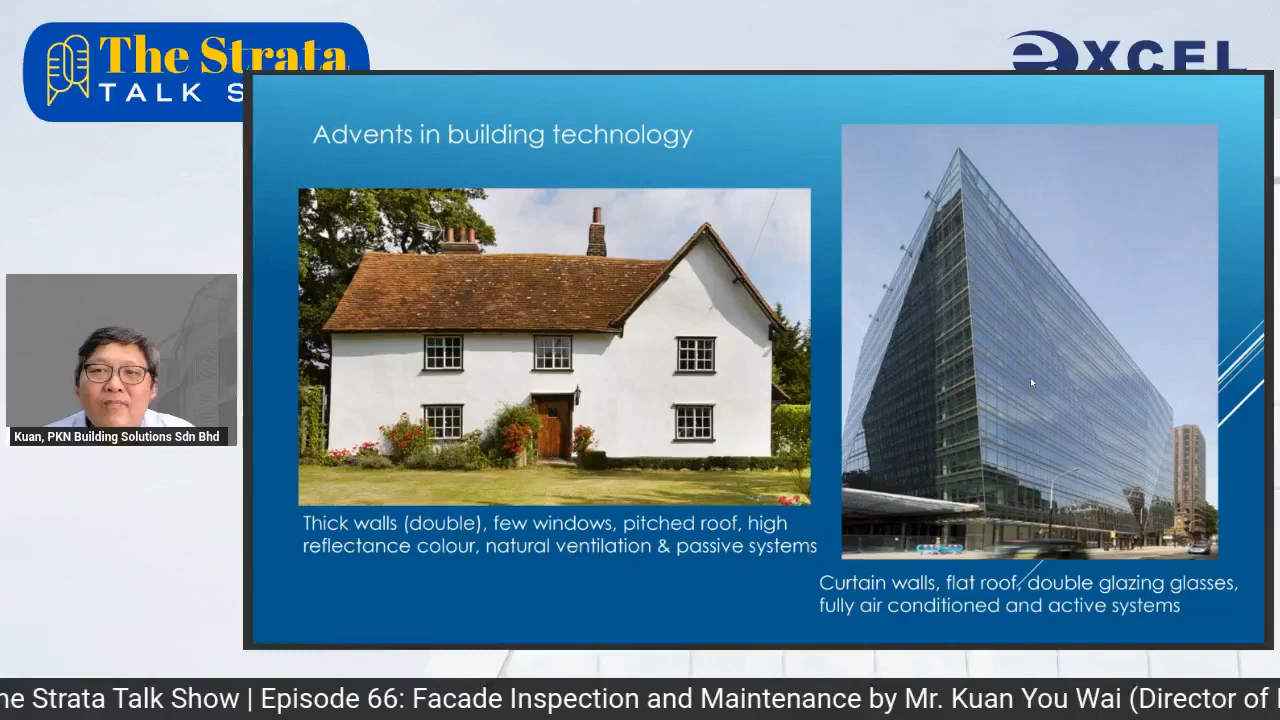 The Strata
TALK S
EXCEL
Advents in building technology
Thick walls (double), few windows, pitched roof, high
reflectance colour, natural ventilation & passive systems
Curtain walls, flat roof, double glazing glasses,
fully air conditioned and active systems
Kuan, PKN Building Solutions Sdn Bhd
he Strata Talk Show | Episode 66: Facade Inspection and Maintenance by Mr. Kuan You Wai (Director of